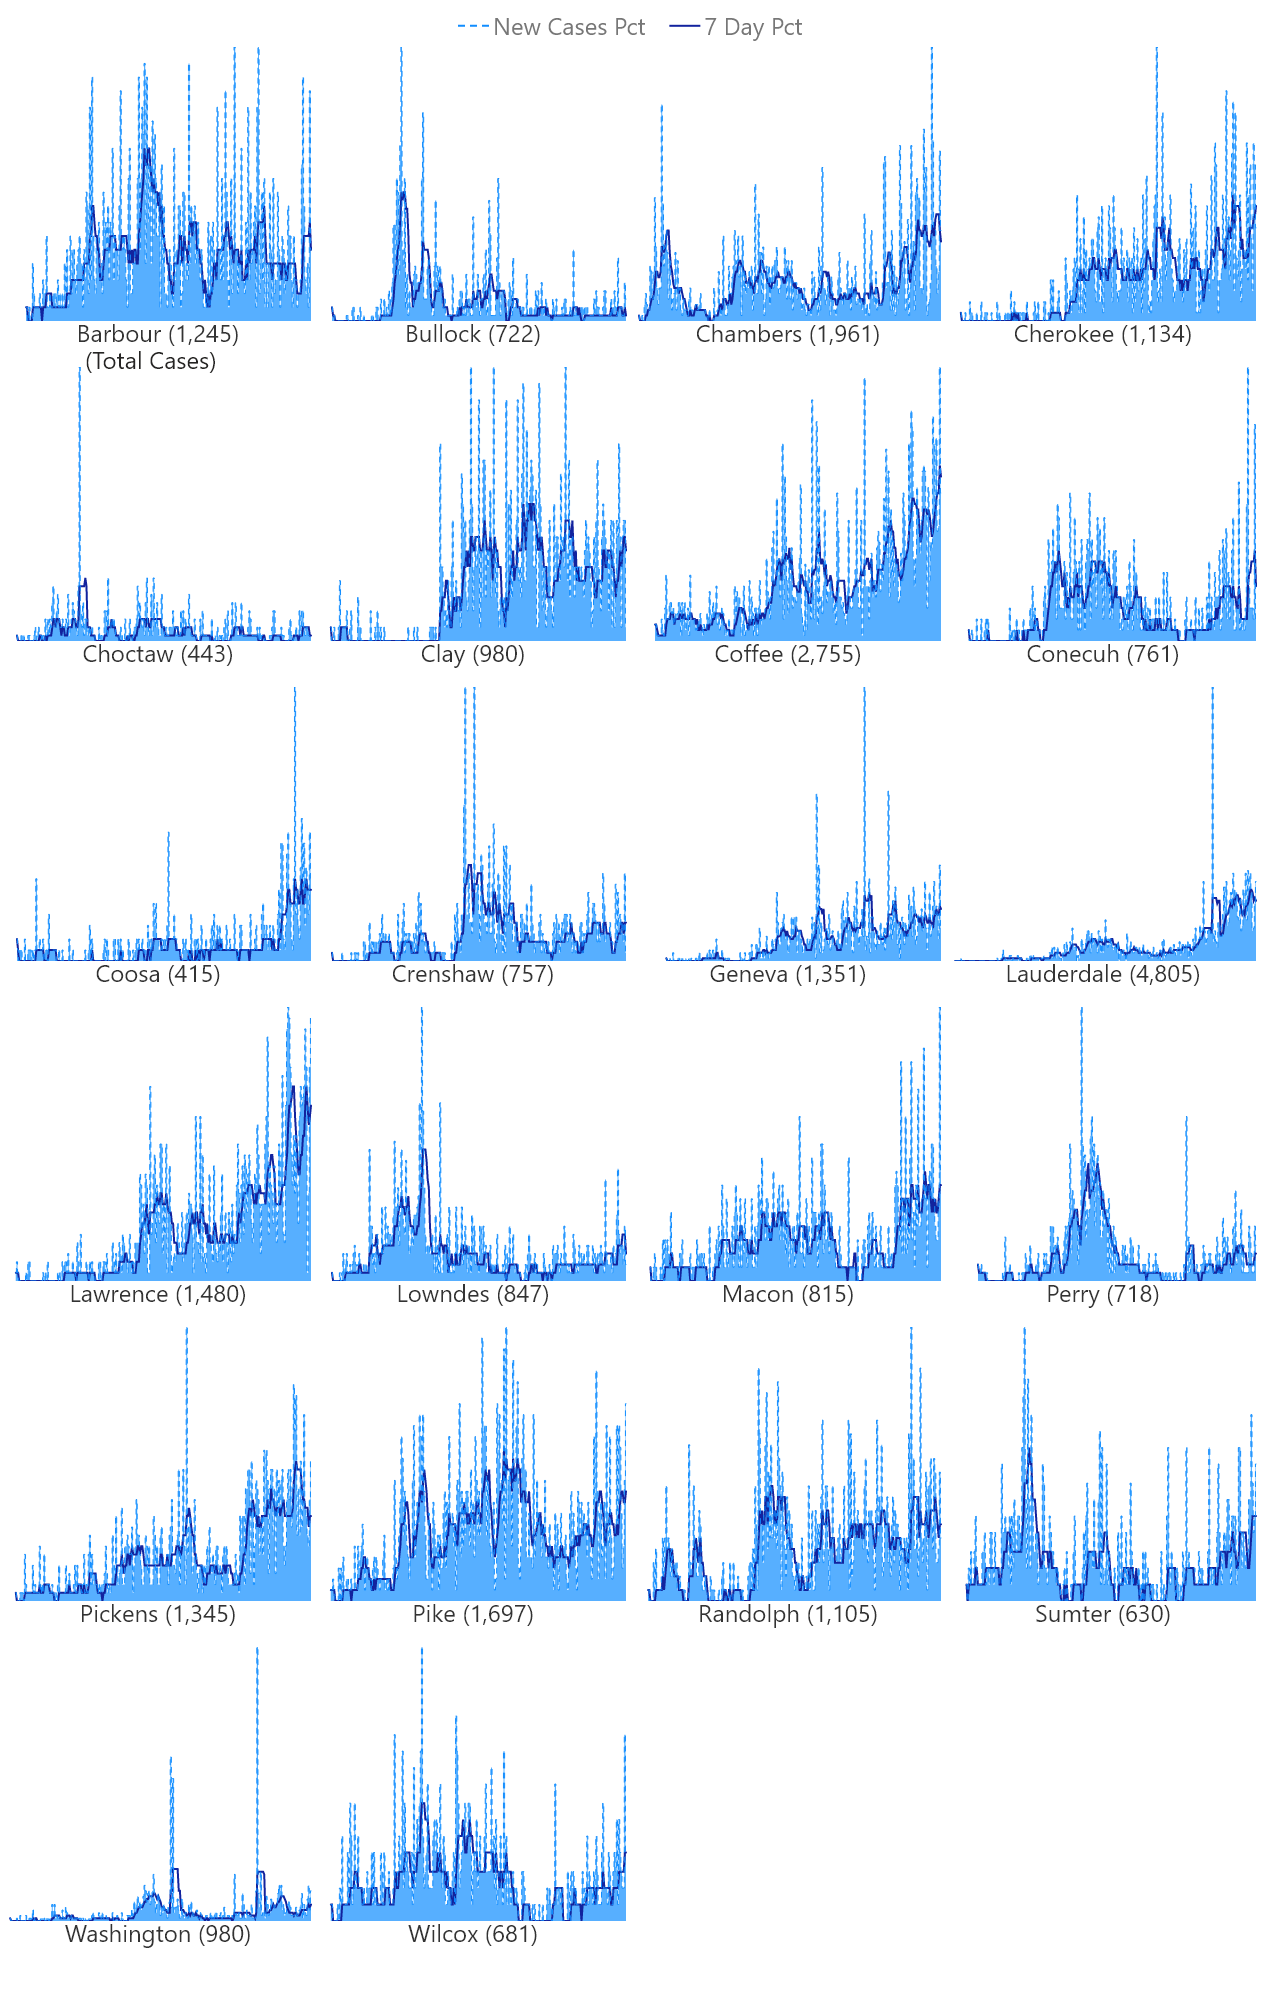 New Cases Pct 7 Day Pct
Barbour (1,245) Bullock (722) Chambers (1,961) Cherokee (1,134)
(Total Cases)
Choctaw (443) Clay (980) Coffee (2,755) Conecuh (761)
Coosa (415) Crenshaw (757) Geneva (1,351) Lauderdale (4,805)
Lawrence (1,480) Lowndes (847) Macon (815) Perry (718)
Pickens (1,345) Pike (1,697) Randolph (1,105) Sumter (630)
Washington (980) Wilcox (681)